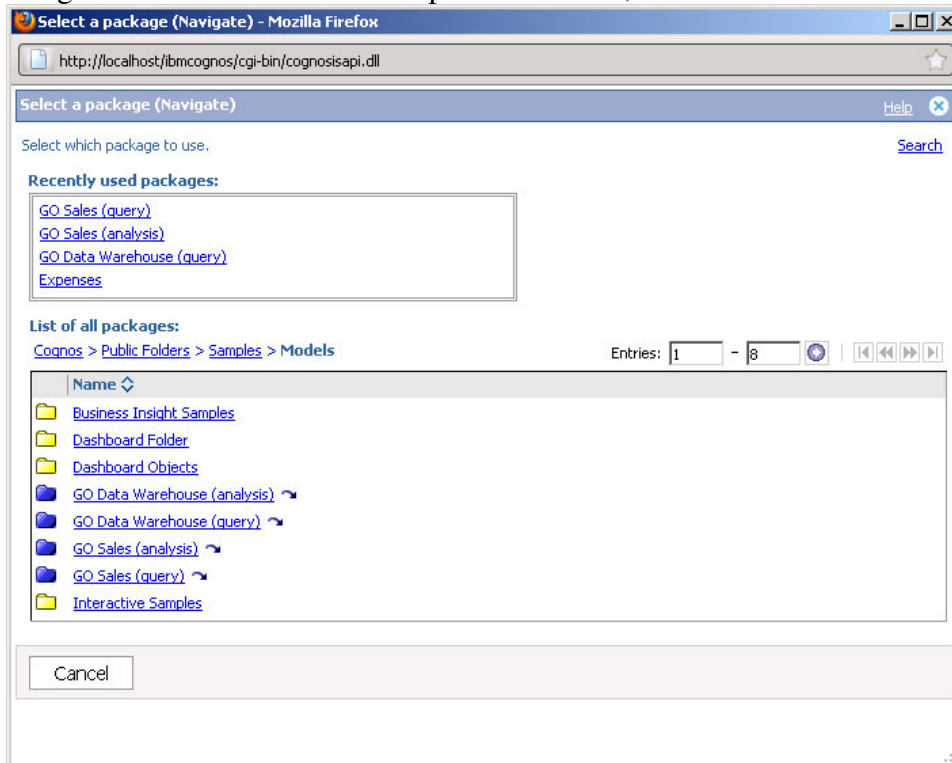 Select a package (Navigate) - Mozilla Firefox
http://localhost/ibmcognos/cgi-bin/cognosisapi.dll
Select a package (Navigate) Help
Select which package to use. Search
Recently used packages:
GO Sales (query)
GO Sales (analysis)
GO Data Warehouse (query)
Expenses
List of all packages:
Cognos > Public Folders > Samples > Models Entries: 1 - 8
Name
Business Insight Samples
Dashboard Folder
Dashboard Objects
GO Data Warehouse (analysis)
GO Data Warehouse (query)
GO Sales (analysis)
GO Sales (query)
Interactive Samples
Cancel